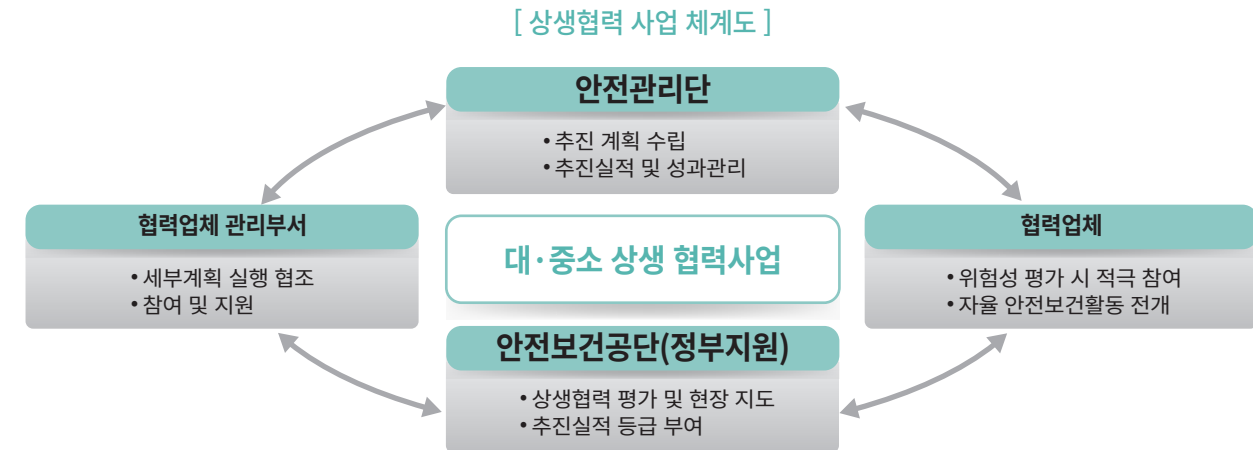 [ 상생협력 사업 체계도 ]
안전관리단
• 추진 계획 수립
• 추진실적 및 성과관리
협력업체 관리부서
• 세부계획 실행 협조
• 참여 및 지원
대·중소 상생 협력사업
협력업체
• 위험성 평가 시 적극 참여
• 자율 안전보건활동 전개
안전보건공단(정부지원)
• 상생협력 평가 및 현장 지도
• 추진실적 등급 부여